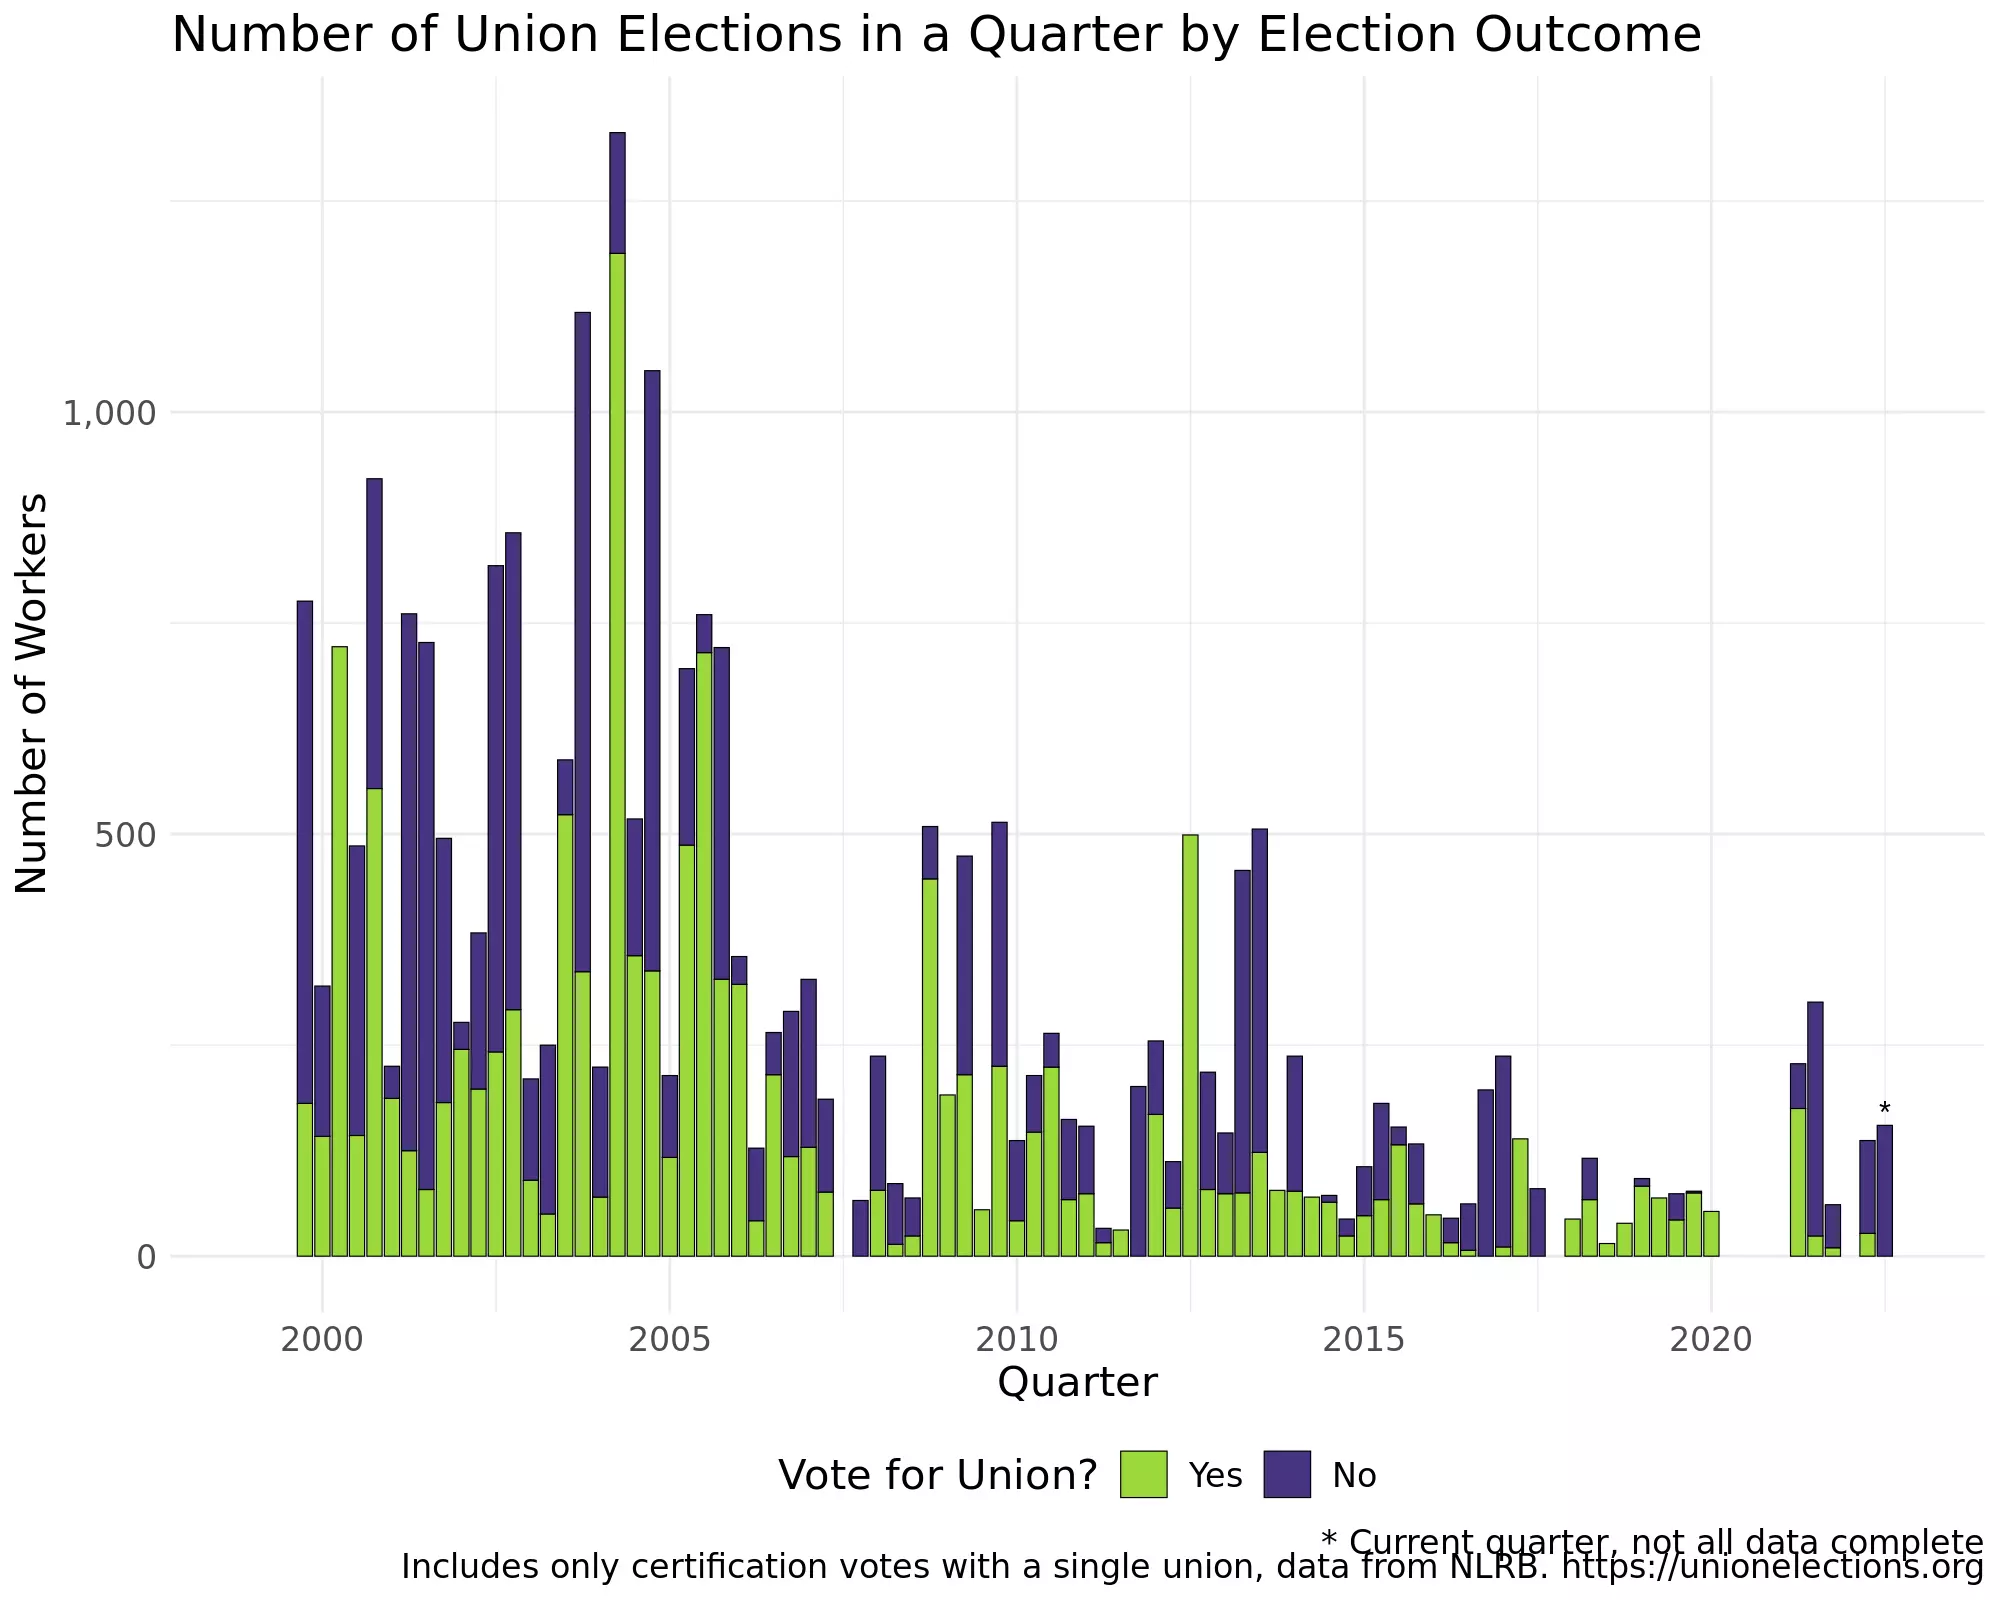 Number of Union Elections in a Quarter by Election Outcome
Number of Workers
1,000
500
0
*
2000 2005 2010 2015 2020
Quarter
Vote for Union? Yes No
* Current quarter, not all data complete
Includes only certification votes with a single union, data from NLRB. https://unionelections.org